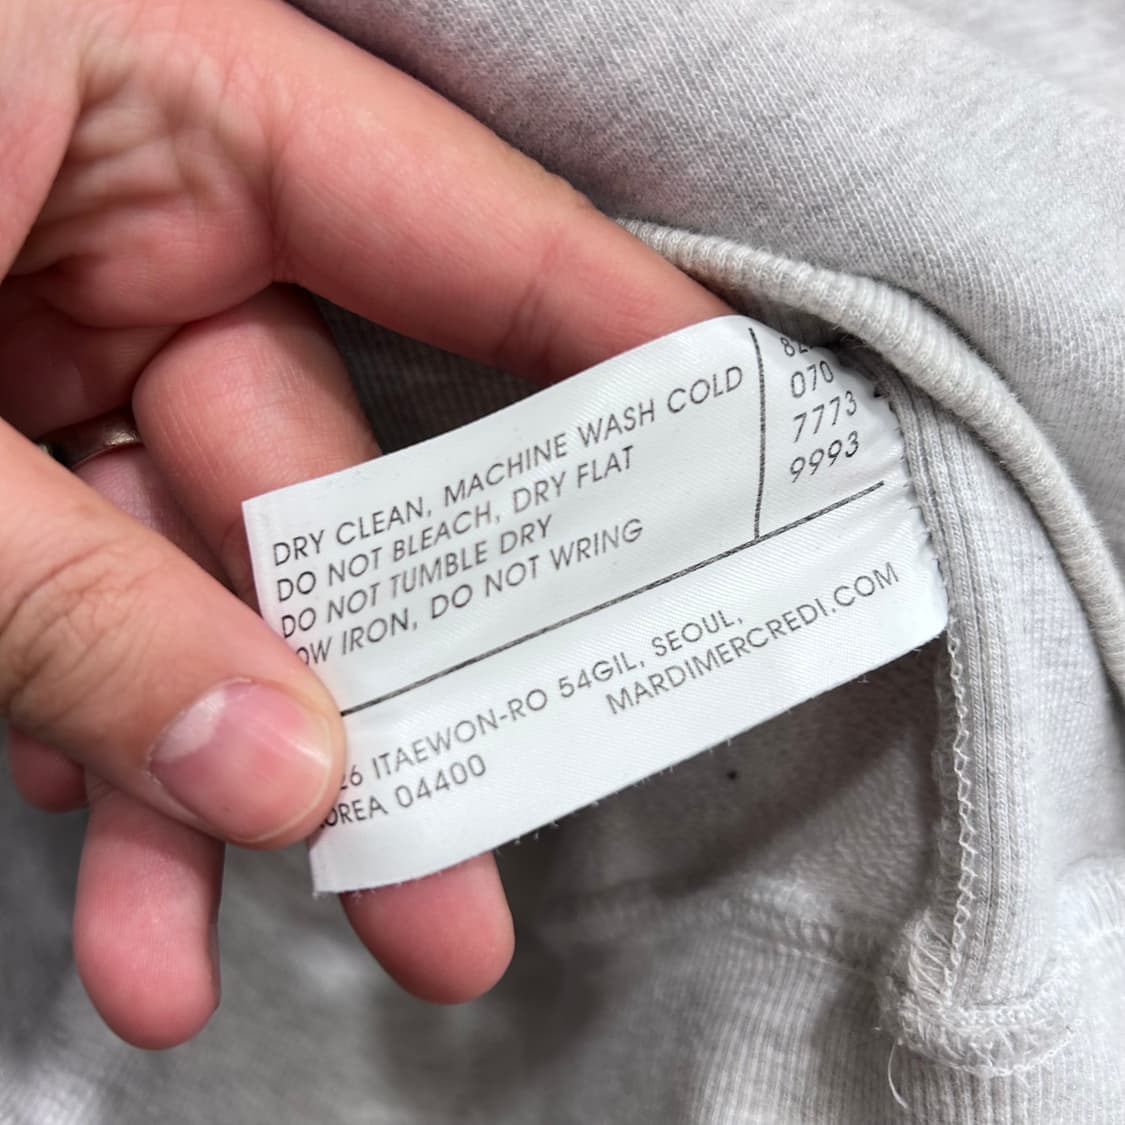 DRY CLEAN, MACHINE WASH COLD
DO NOT BLEACH, DRY FLAT
DO NOT TUMBLE DRY
OW IRON, DO NOT WRING
070
7773
9993
26 ITAEWON-RO 54GIL, SEOUL,
OREA 04400
MARDIMERCREDI.COM